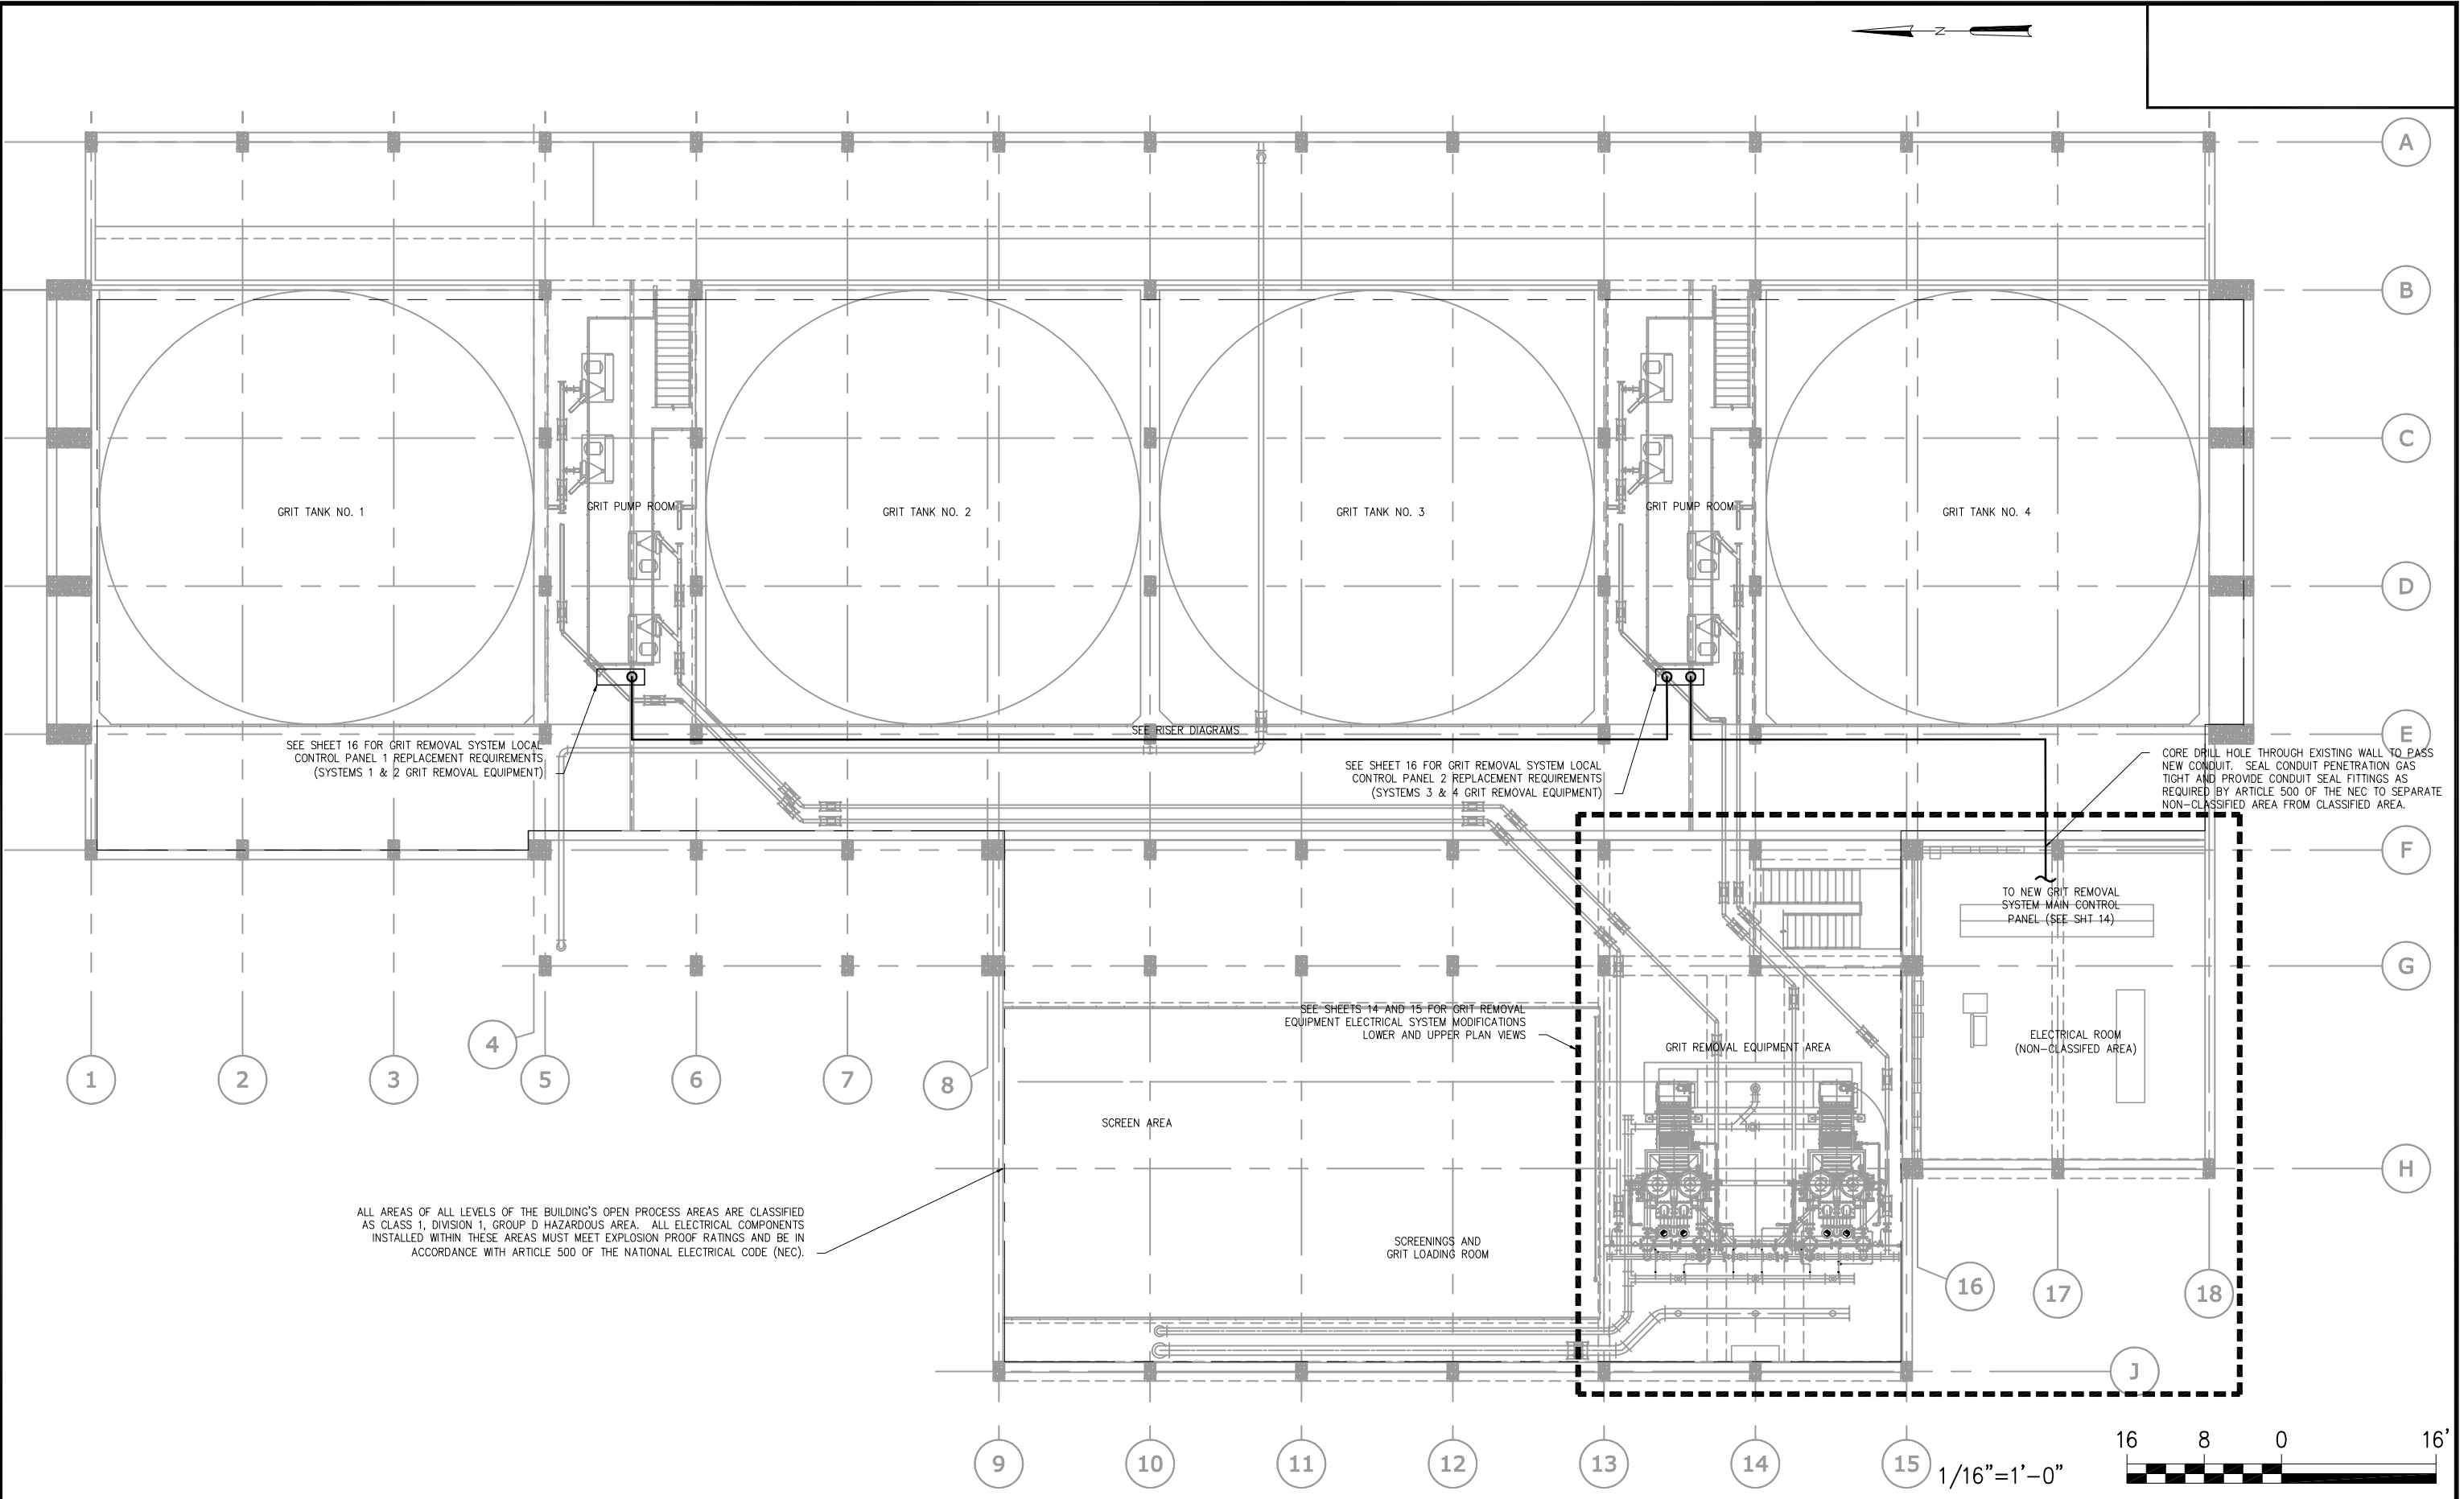 N
A
B
GRIT TANK NO. 1
GRIT PUMP ROOM
GRIT TANK NO. 2
GRIT TANK NO. 3
GRIT PUMP ROOM
GRIT TANK NO. 4
C
D
E
SEE RISER DIAGRAMS
SEE SHEET 16 FOR GRIT REMOVAL SYSTEM LOCAL
CONTROL PANEL 1 REPLACEMENT REQUIREMENTS
(SYSTEMS 1 & 2 GRIT REMOVAL EQUIPMENT)
SEE SHEET 16 FOR GRIT REMOVAL SYSTEM LOCAL
CONTROL PANEL 2 REPLACEMENT REQUIREMENTS
(SYSTEMS 3 & 4 GRIT REMOVAL EQUIPMENT)
CORE DRILL HOLE THROUGH EXISTING WALL TO PASS
NEW CONDUIT. SEAL CONDUIT PENETRATION GAS
TIGHT AND PROVIDE CONDUIT SEAL FITTINGS AS
REQUIRED BY ARTICLE 500 OF THE NEC TO SEPARATE
NON-CLASSIFIED AREA FROM CLASSIFIED AREA.
F
TO NEW GRIT REMOVAL
SYSTEM MAIN CONTROL
PANEL (SEE SHT 14)
G
SEE SHEETS 14 AND 15 FOR GRIT REMOVAL
EQUIPMENT ELECTRICAL SYSTEM MODIFICATIONS
LOWER AND UPPER PLAN VIEWS
GRIT REMOVAL EQUIPMENT AREA
ELECTRICAL ROOM
(NON-CLASSIFED AREA)
1
2
3
4
5
6
7
8
SCREEN AREA
H
ALL AREAS OF ALL LEVELS OF THE BUILDING'S OPEN PROCESS AREAS ARE CLASSIFIED
AS CLASS 1, DIVISION 1, GROUP D HAZARDOUS AREA. ALL ELECTRICAL COMPONENTS
INSTALLED WITHIN THESE AREAS MUST MEET EXPLOSION PROOF RATINGS AND BE IN
ACCORDANCE WITH ARTICLE 500 OF THE NATIONAL ELECTRICAL CODE (NEC).
SCREENINGS AND
GRIT LOADING ROOM
16
17
18
J
9
10
11
12
13
14
15
1/16"=1'-0"
16 8 0 16'